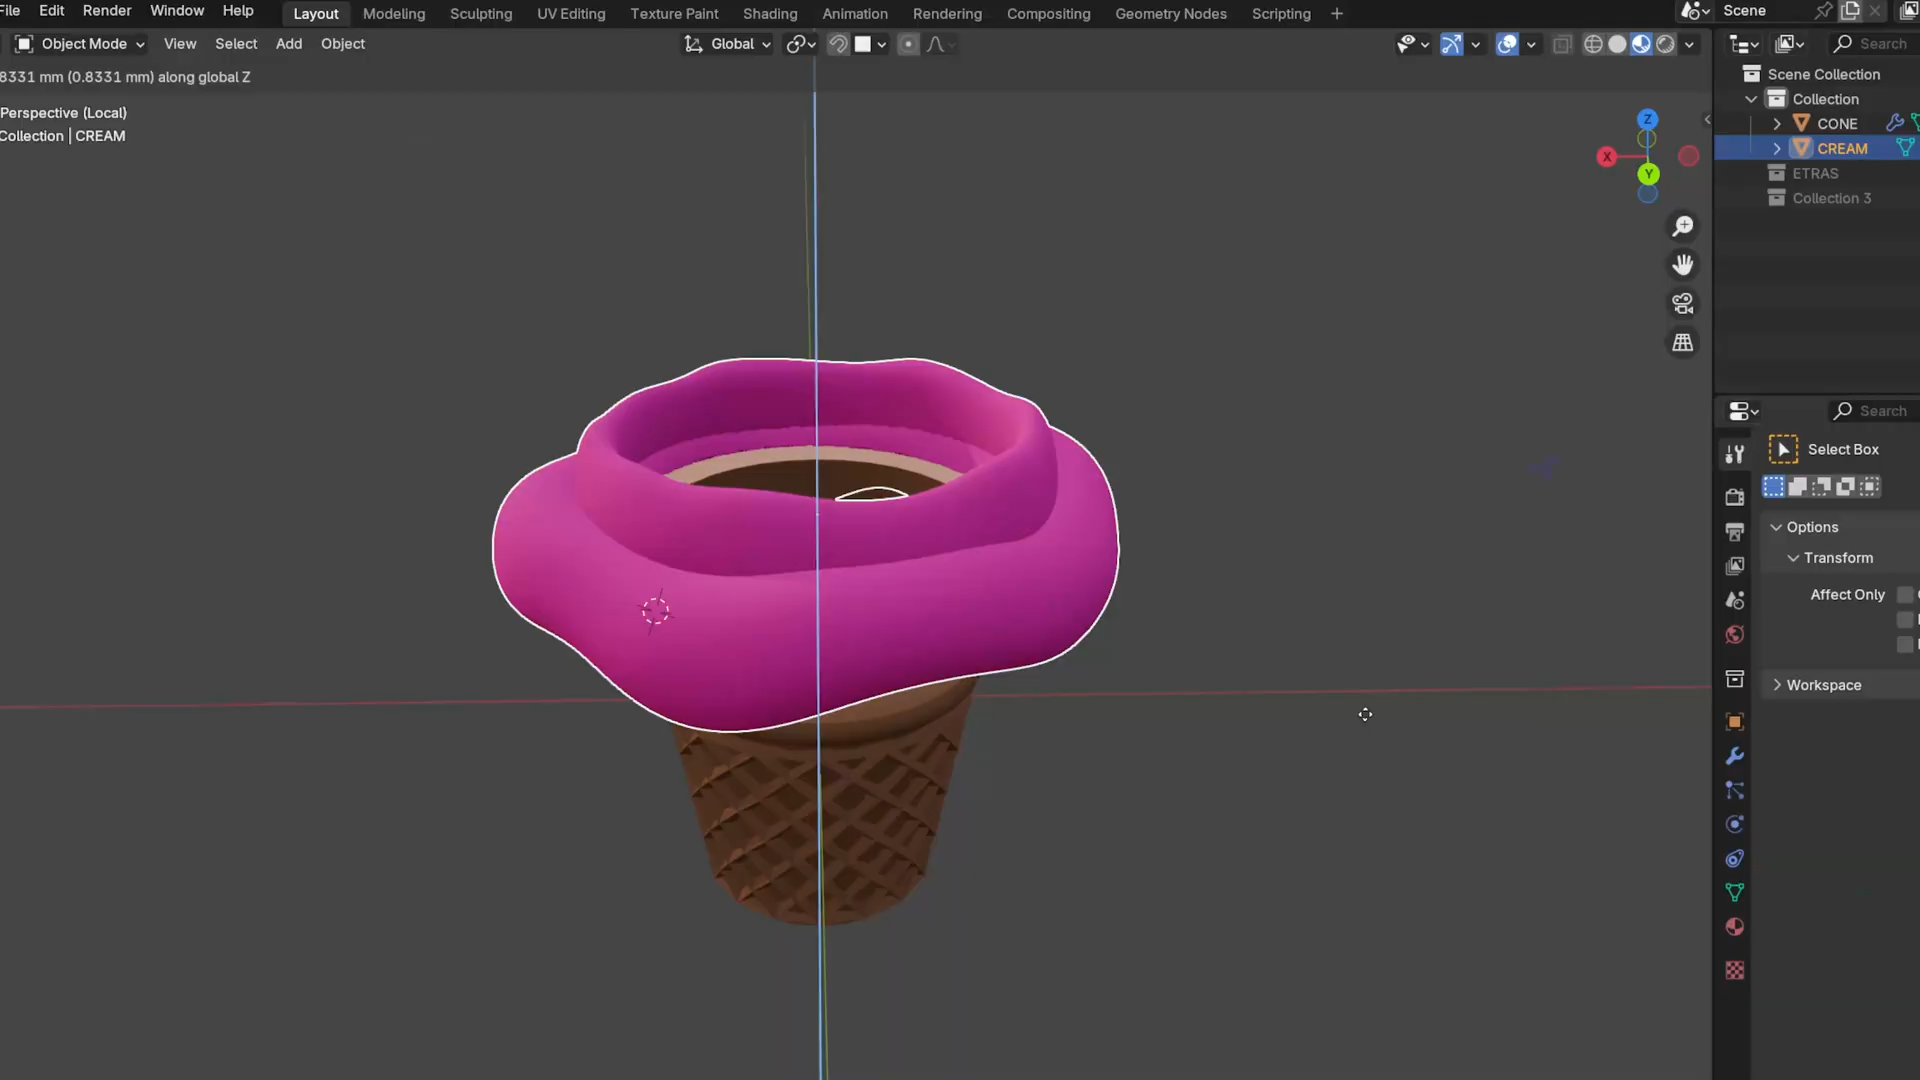 File Edit Render Window Help Layout Modeling Sculpting UV Editing Texture Paint Shading Animation Rendering Compositing Geometry Nodes Scripting + Scene
Object Mode View Select Add Object Global Search
8331 mm (0.8331 mm) along global Z
Scene Collection
Perspective (Local)
Collection | CREAM
Collection
CONE
CREAM
ETRAS
Collection 3
Z
X
Y
Search
Select Box
Options
Transform
Affect Only
Workspace